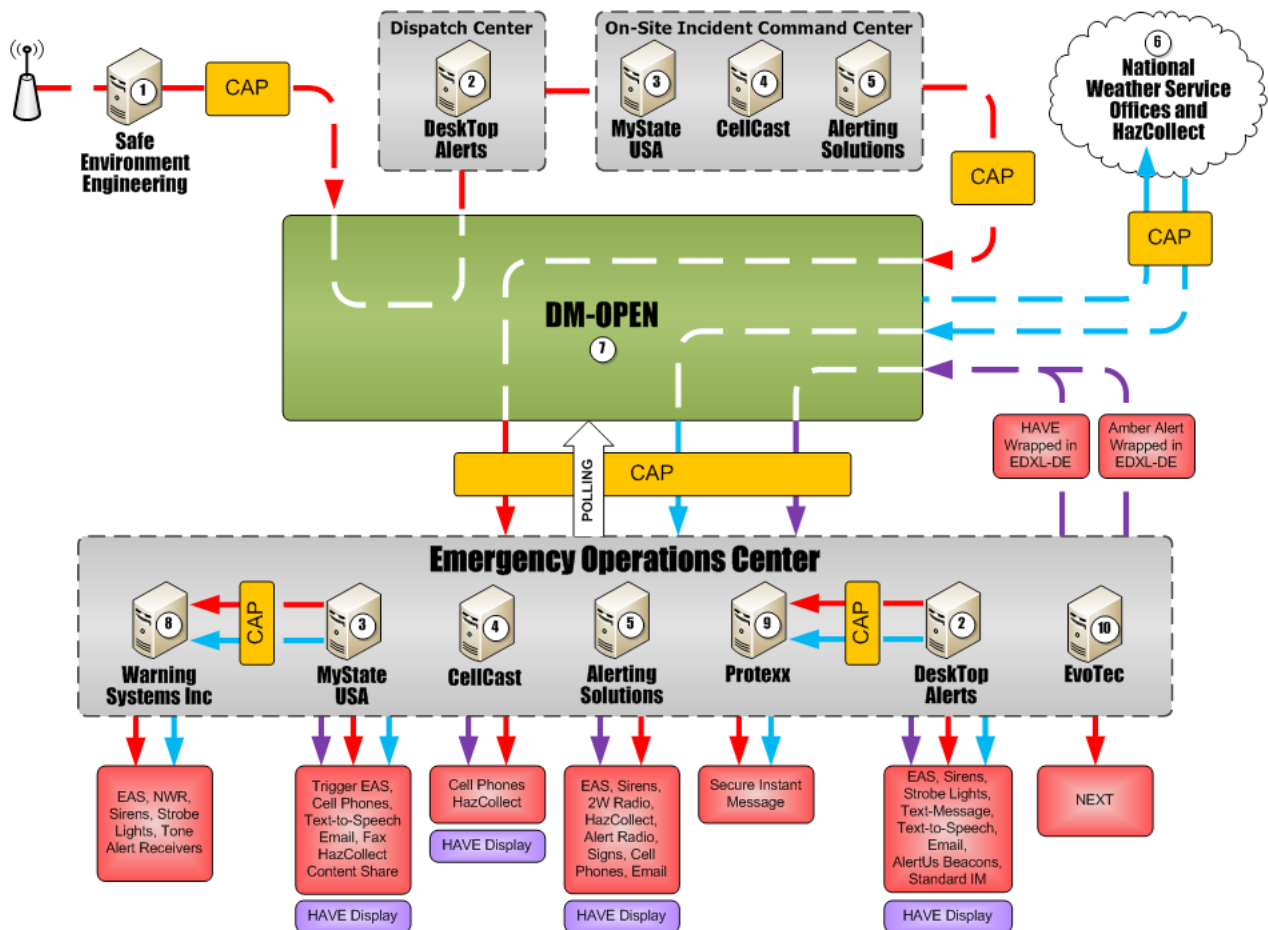 Dispatch Center
On-Site Incident Command Center
1
CAP
Safe
Environment
Engineering
2
DeskTop
Alerts
3
MyState
USA
4
CellCast
5
Alerting
Solutions
6
National
Weather Service
Offices and
HazCollect
CAP
CAP
DM-OPEN
7
HAVE
Wrapped in
EDXL-DE
Amber Alert
Wrapped in
EDXL-DE
CAP
POLLING
Emergency Operations Center
8
Warning
Systems Inc
CAP
3
MyState
USA
4
CellCast
5
Alerting
Solutions
9
Protexx
CAP
2
DeskTop
Alerts
10
EvoTec
EAS, NWR,
Sirens, Strobe
Lights, Tone
Alert Receivers
Trigger EAS,
Cell Phones,
Text-to-Speech
Email, Fax
HazCollect
Content Share
HAVE Display
Cell Phones
HazCollect
HAVE Display
EAS, Sirens,
2W Radio,
HazCollect,
Alert Radio,
Signs, Cell
Phones, Email
HAVE Display
Secure Instant
Message
EAS, Sirens,
Strobe Lights,
Text-Message,
Text-to-Speech,
Email,
AlertUs Beacons,
Standard IM
HAVE Display
NEXT